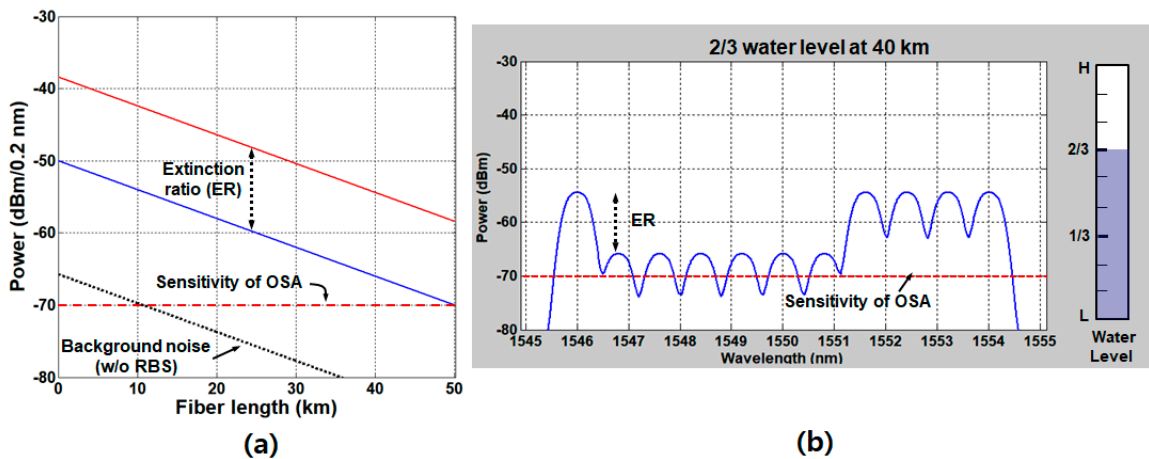 -30
-40
-50
-60
-70
-80
Power (dBm/0.2 nm)
Extinction
ratio (ER)
Sensitivity of OSA
Background noise
(w/o RBS)
0
10
20
30
40
50
Fiber length (km)
(a)
2/3 water level at 40 km
-30
-40
-50
-60
-70
-80
Power (dBm)
ER
Sensitivity of OSA
1545
1546
1547
1548
1549
1550
1551
1552
1553
1554
1555
Wavelength (nm)
H
2/3
1/3
L
Water
Level
(b)